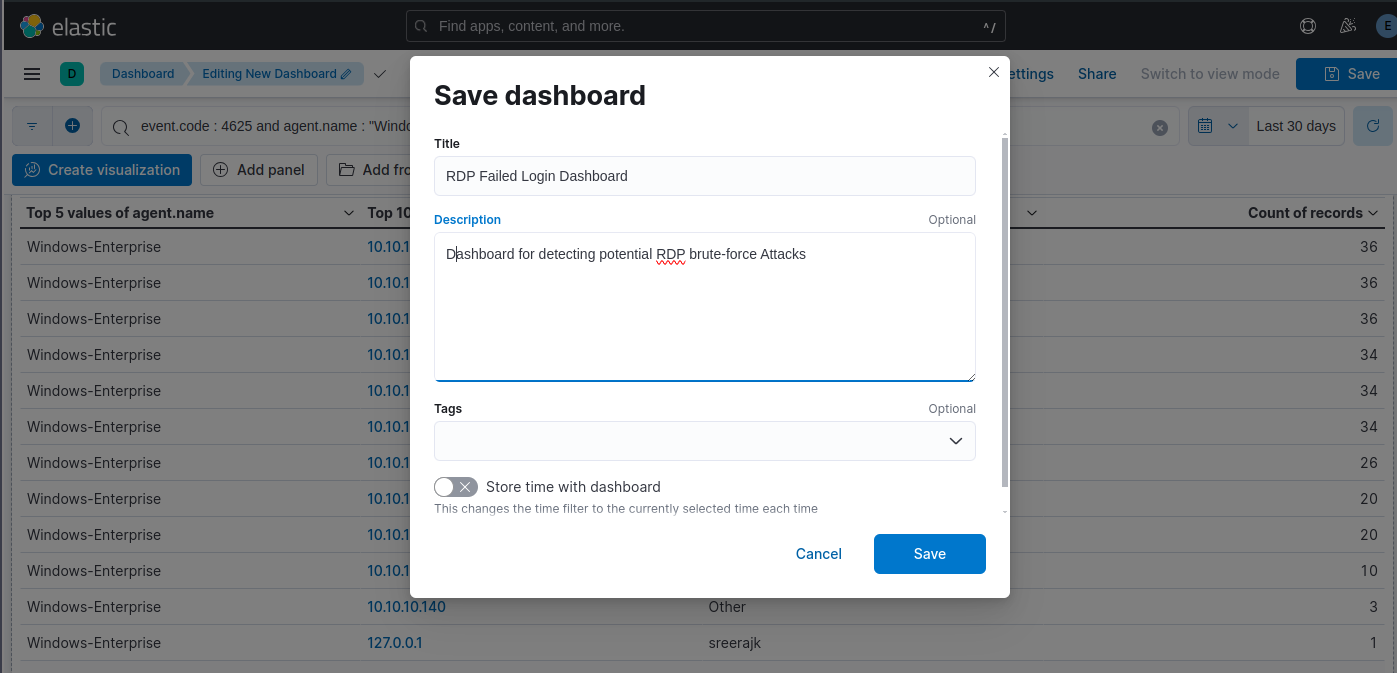 elastic Find apps, content, and more. ^/ E
D Dashboard Editing New Dashboard ettings Share Switch to view mode Save
event.code : 4625 and agent.name : "Windo Last 30 days
Create visualization Add panel Add fro
Top 5 values of agent.name Top 10 Count of records
Windows-Enterprise 10.10.1 36
Windows-Enterprise 10.10.1 36
Windows-Enterprise 10.10.1 36
Windows-Enterprise 10.10.1 34
Windows-Enterprise 10.10.1 34
Windows-Enterprise 10.10.1 34
Windows-Enterprise 10.10.1 26
Windows-Enterprise 10.10.1 20
Windows-Enterprise 10.10.1 20
Windows-Enterprise 10.10.1 10
Windows-Enterprise 10.10.10.140 Other 3
Windows-Enterprise 127.0.0.1 sreerajk 1
Save dashboard
Title
RDP Failed Login Dashboard
Description Optional
Dashboard for detecting potential RDP brute-force Attacks
Tags Optional
Store time with dashboard
This changes the time filter to the currently selected time each time
Cancel Save